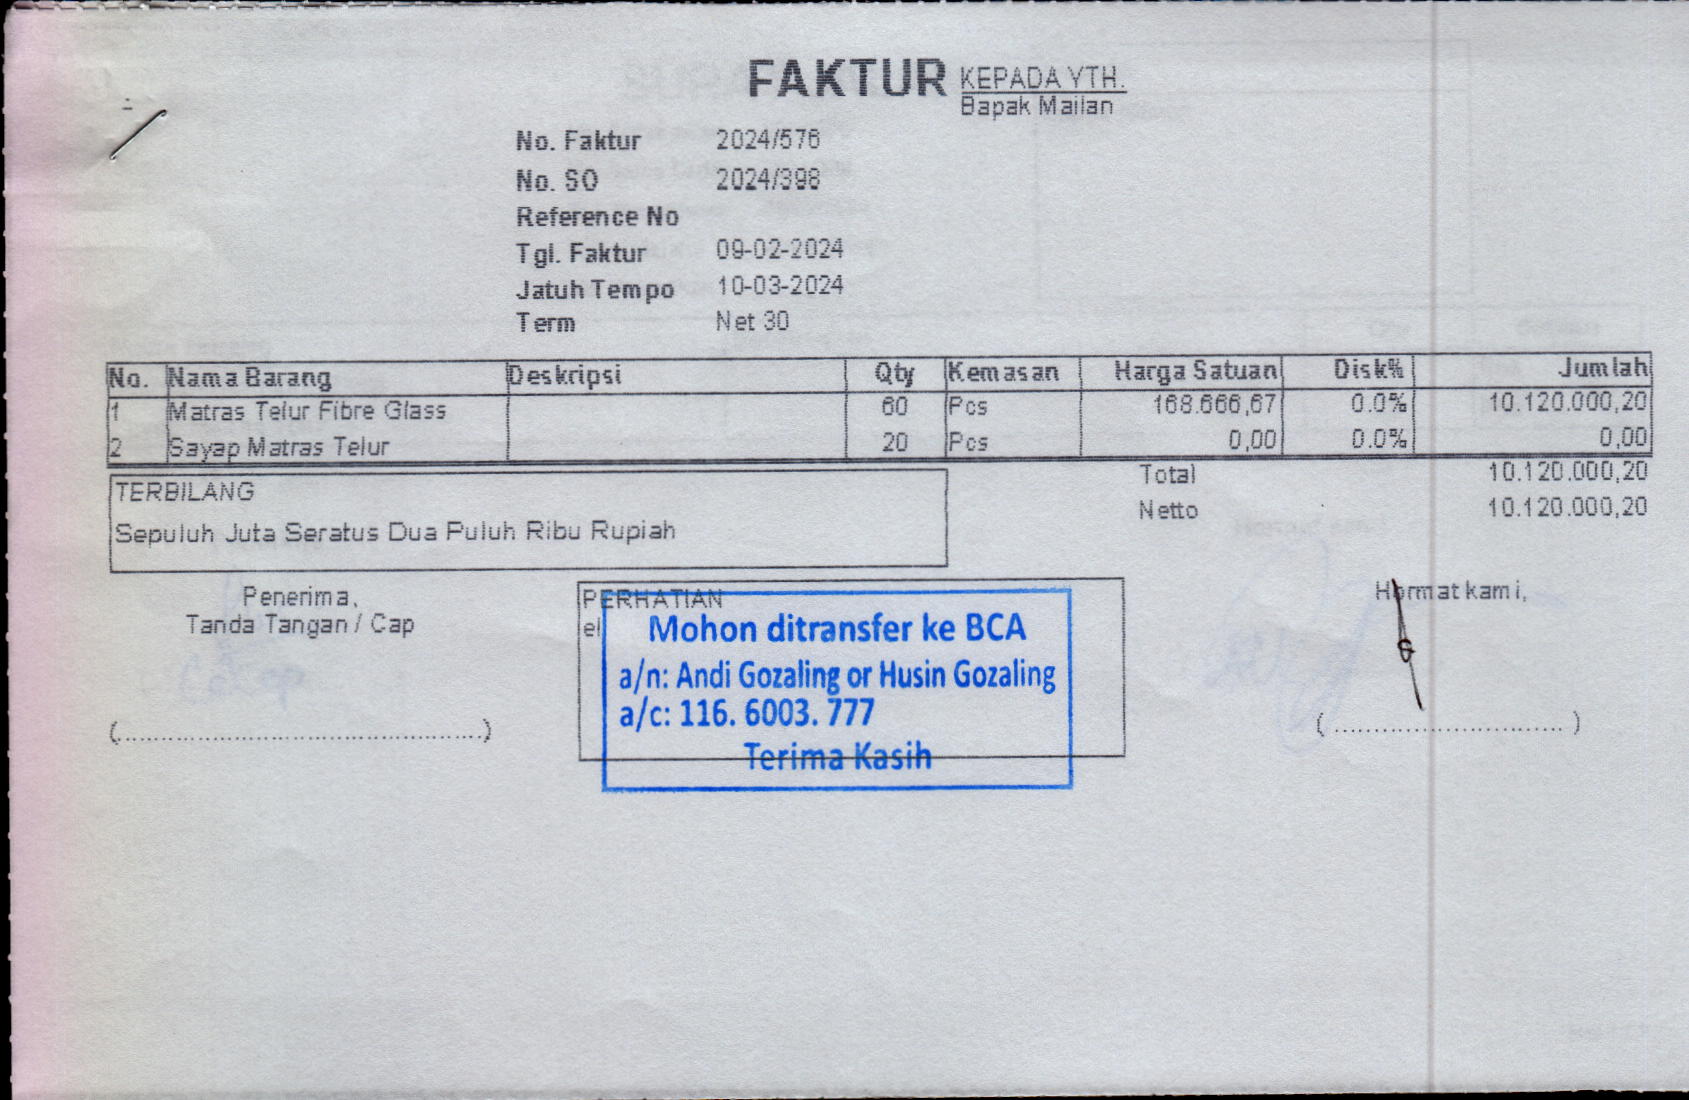 FAKTUR
KEPADA YTH.
Bapak Mailan
No. Faktur 2024/576
No. SO 2024/398
Reference No
Tgl. Faktur 09-02-2024
Jatuh Tempo 10-03-2024
Term Net 30
No. Nama Barang Deskripsi Qty Kemasan Harga Satuan Disk% Jumlah
1 Matras Telur Fibre Glass 60 Pcs 168.666,67 0.0% 10.120.000,20
2 Sayap Matras Telur 20 Pcs 0,00 0.0% 0,00
Total 10.120.000,20
Netto 10.120.000,20
TERBILANG
Sepuluh Juta Seratus Dua Puluh Ribu Rupiah
Penerima,
Tanda Tangan / Cap
(....................................................)
PERHATIAN
Mohon ditransfer ke BCA
a/n: Andi Gozaling or Husin Gozaling
a/c: 116. 6003. 777
Terima Kasih
Hormat kami,
(.................................)